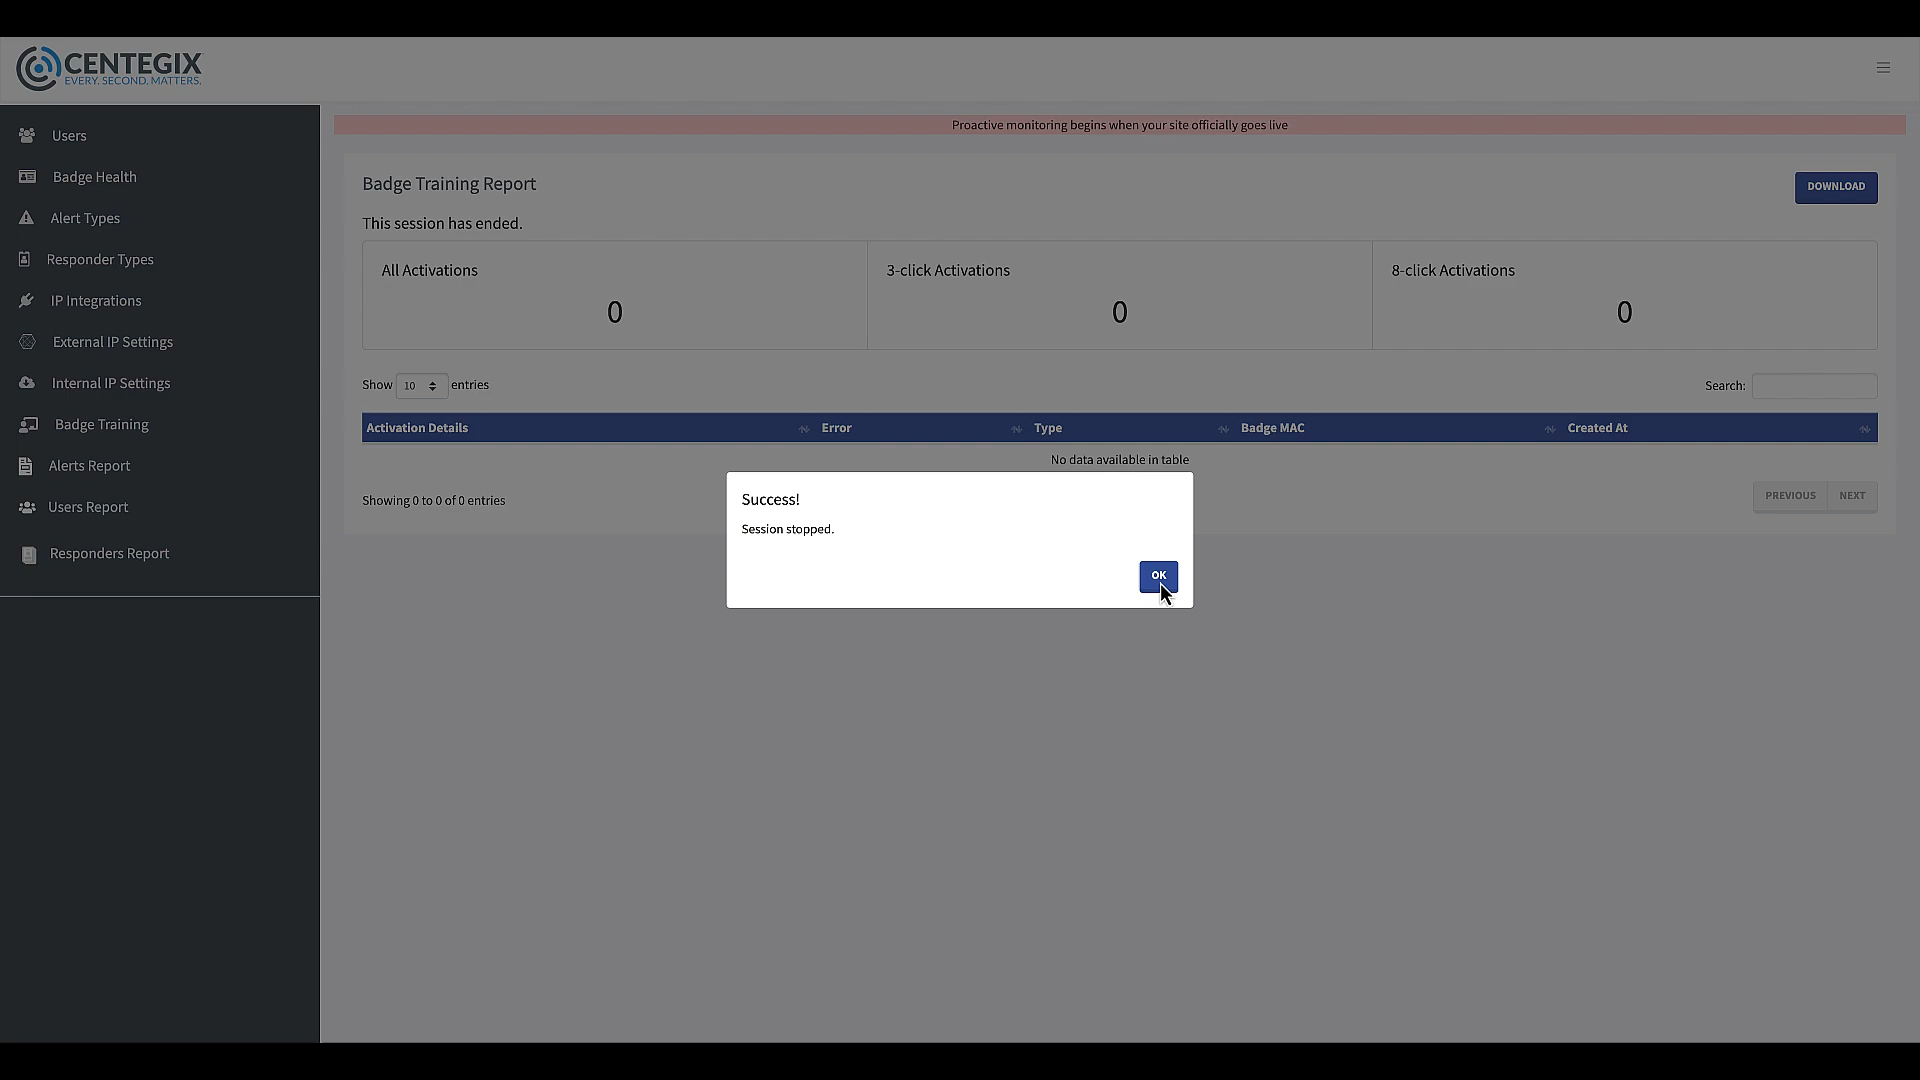 CENTEGIX
EVERY. SECOND. MATTERS.
Users
Badge Health
Alert Types
Responder Types
IP Integrations
External IP Settings
Internal IP Settings
Badge Training
Alerts Report
Users Report
Responders Report
Proactive monitoring begins when your site officially goes live
Badge Training Report
DOWNLOAD
This session has ended.
All Activations
0
3-click Activations
0
8-click Activations
0
Show 10 entries
Search:
Activation Details Error Type Badge MAC Created At
No data available in table
Showing 0 to 0 of 0 entries
PREVIOUS NEXT
Success!
Session stopped.
OK